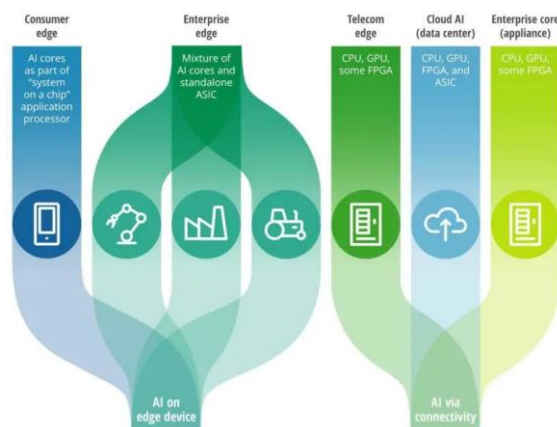 Consumer
edge
AI cores
as part of
"system
on a chip"
application
processor
Enterprise
edge
Mixture of
AI cores and
standalone
ASIC
Telecom
edge
CPU, GPU,
some FPGA
Cloud AI
(data center)
CPU, GPU,
FPGA, and
ASIC
Enterprise core
(appliance)
CPU, GPU,
some FPGA
AI on
edge device
AI via
connectivity